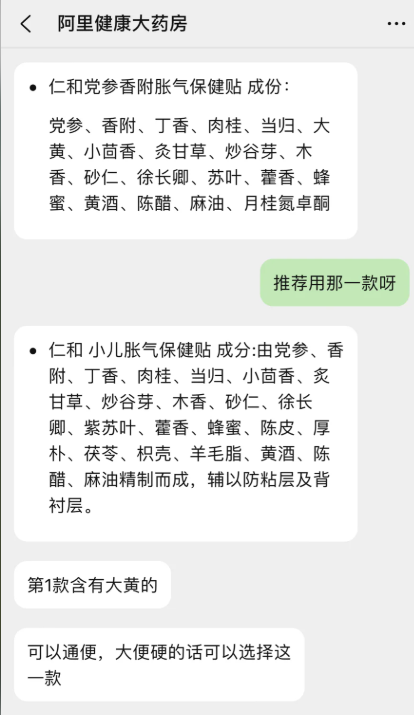 阿里健康大药房
仁和党参香附胀气保健贴 成份：
党参、香附、丁香、肉桂、当归、大
黄、小茴香、灸甘草、炒谷芽、木
香、砂仁、徐长卿、苏叶、藿香、蜂
蜜、黄酒、陈醋、麻油、月桂氮卓酮
推荐用那一款呀
仁和 小儿胀气保健贴 成分:由党参、香
附、丁香、肉桂、当归、小茴香、炙
甘草、炒谷芽、木香、砂仁、徐长
卿、紫苏叶、藿香、蜂蜜、陈皮、厚
朴、茯苓、枳壳、羊毛脂、黄酒、陈
醋、麻油精制而成，辅以防粘层及背
衬层。
第1款含有大黄的
可以通便，大便硬的话可以选择这
一款